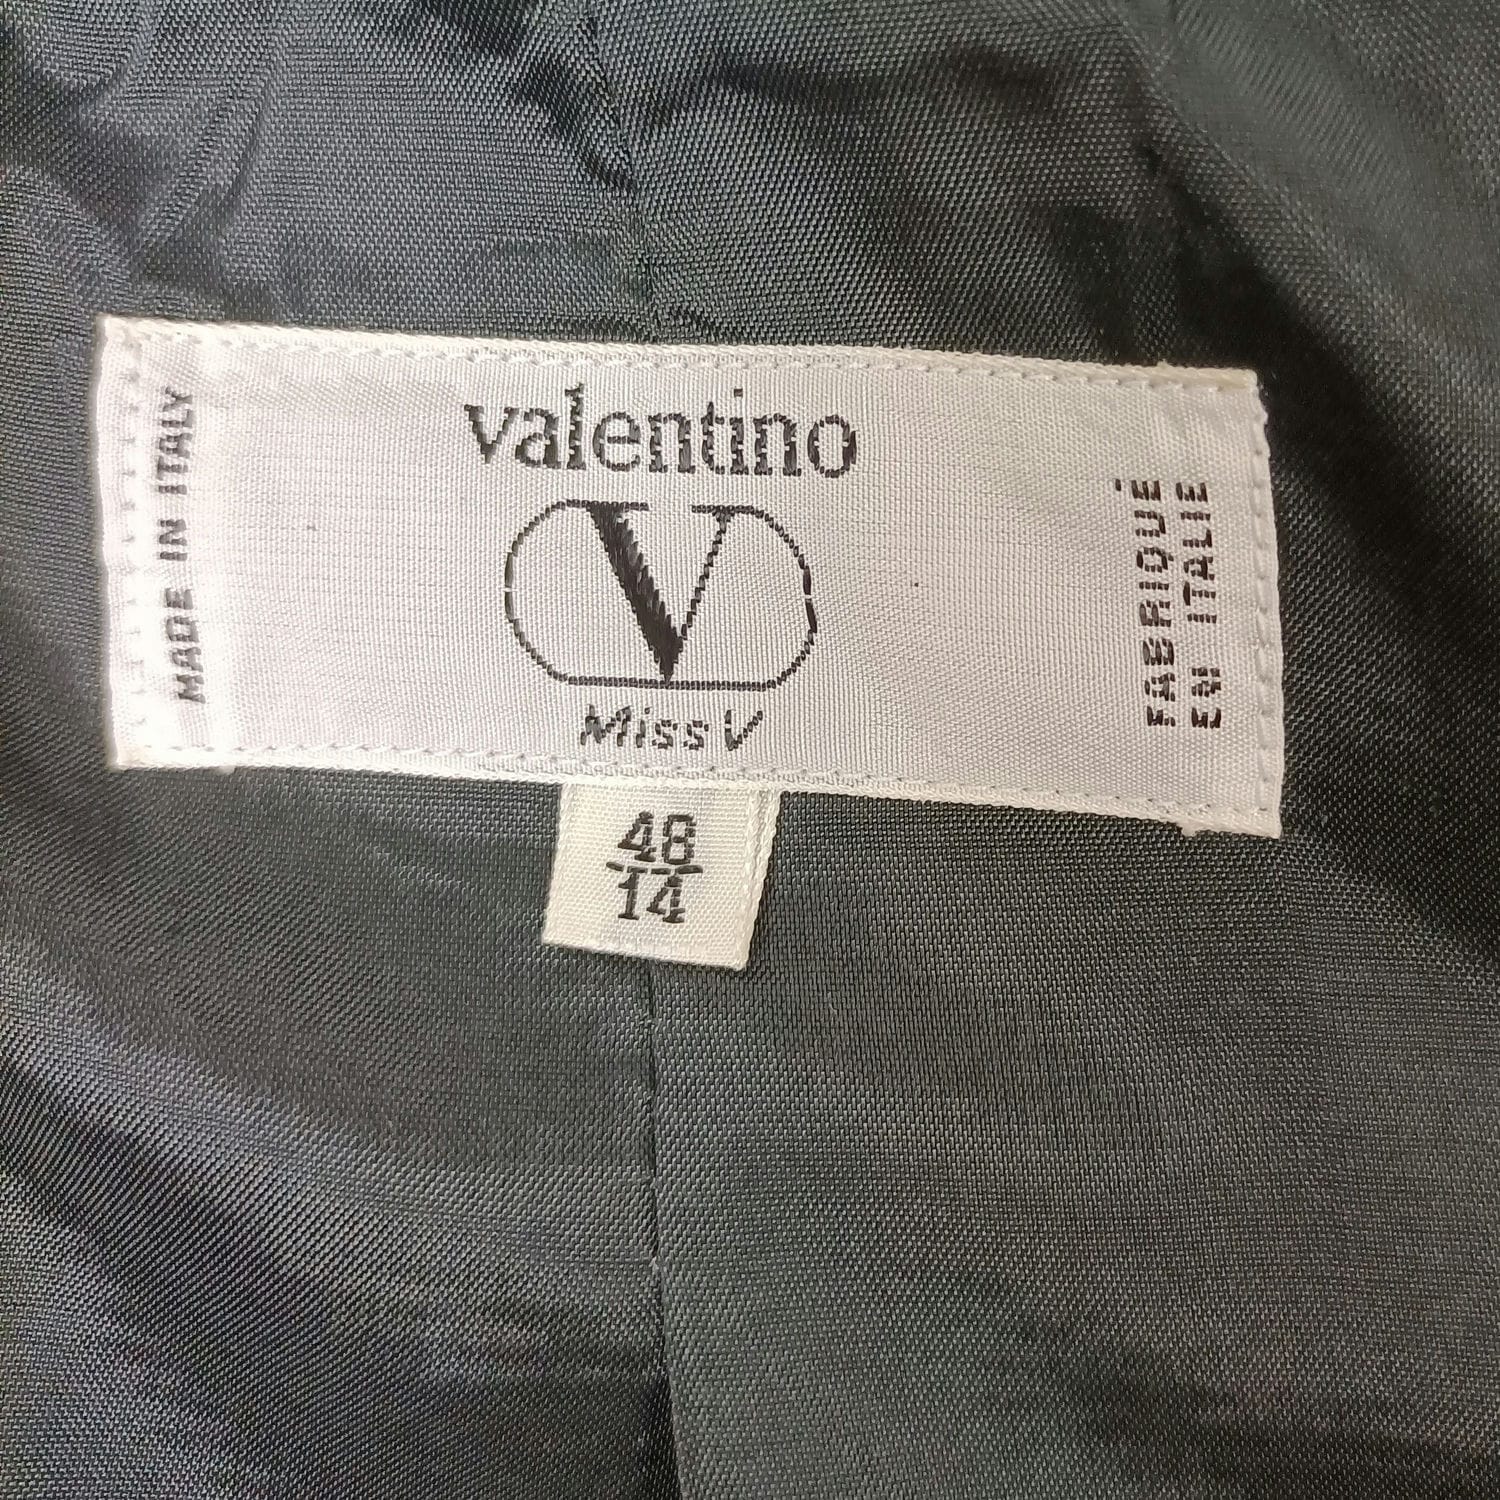 valentino
V
Miss V
MADE IN ITALY
FABRIQUÉ
EN ITALIE
48
14